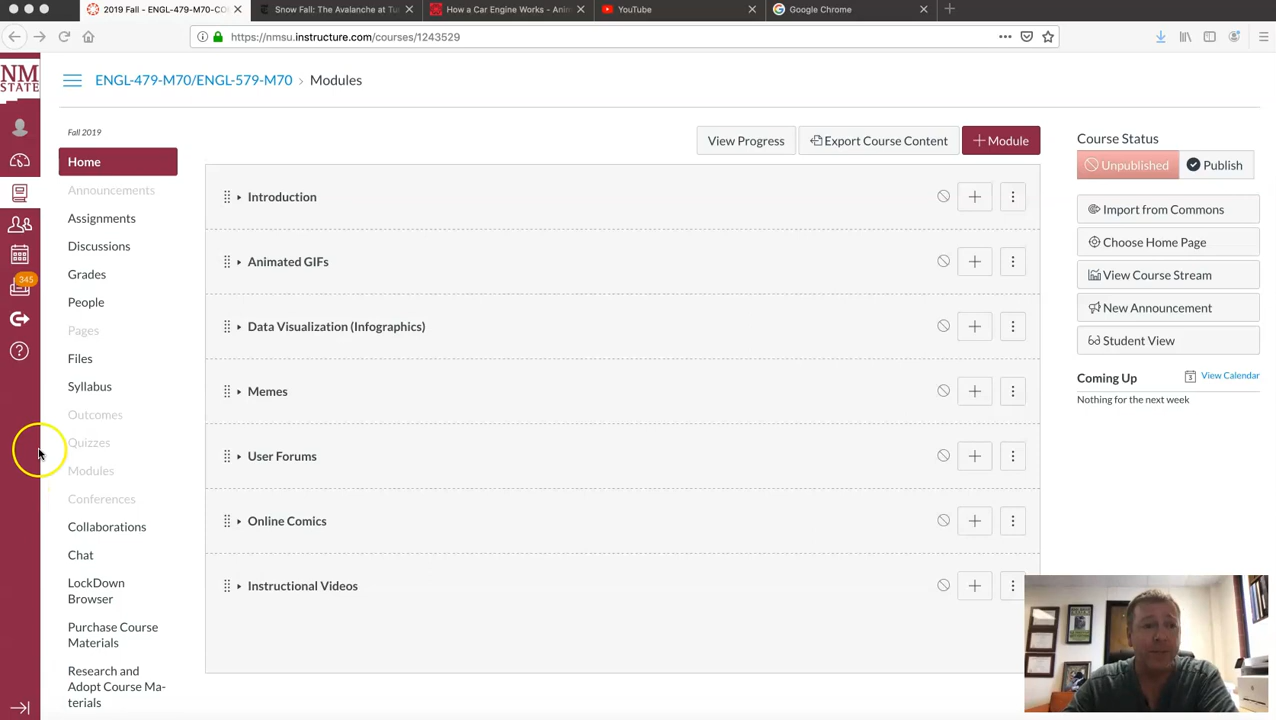 2019 Fall - ENGL-479-M70-CO
Snow Fall: The Avalanche at Tu
How a Car Engine Works - Anim
YouTube
Google Chrome
https://nmsu.instructure.com/courses/1243529
NM
STATE
ENGL-479-M70/ENGL-579-M70 › Modules
Fall 2019
Home
Announcements
Assignments
Discussions
Grades
People
Pages
Files
Syllabus
Outcomes
Quizzes
Modules
Conferences
Collaborations
Chat
LockDown
Browser
Purchase Course
Materials
Research and
Adopt Course Ma-
terials
345
View Progress
Export Course Content
+ Module
Introduction
Animated GIFs
Data Visualization (Infographics)
Memes
User Forums
Online Comics
Instructional Videos
Course Status
Unpublished
Publish
Import from Commons
Choose Home Page
View Course Stream
New Announcement
Student View
Coming Up
View Calendar
Nothing for the next week